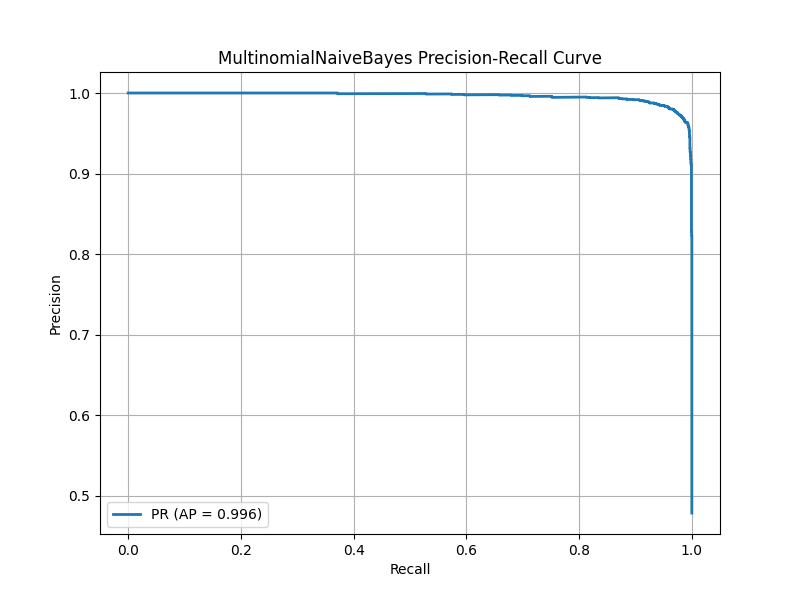 MultinomialNaiveBayes Precision-Recall Curve
1.0
0.9
0.8
0.7
0.6
0.5
Precision
PR (AP = 0.996)
0.0 0.2 0.4 0.6 0.8 1.0
Recall